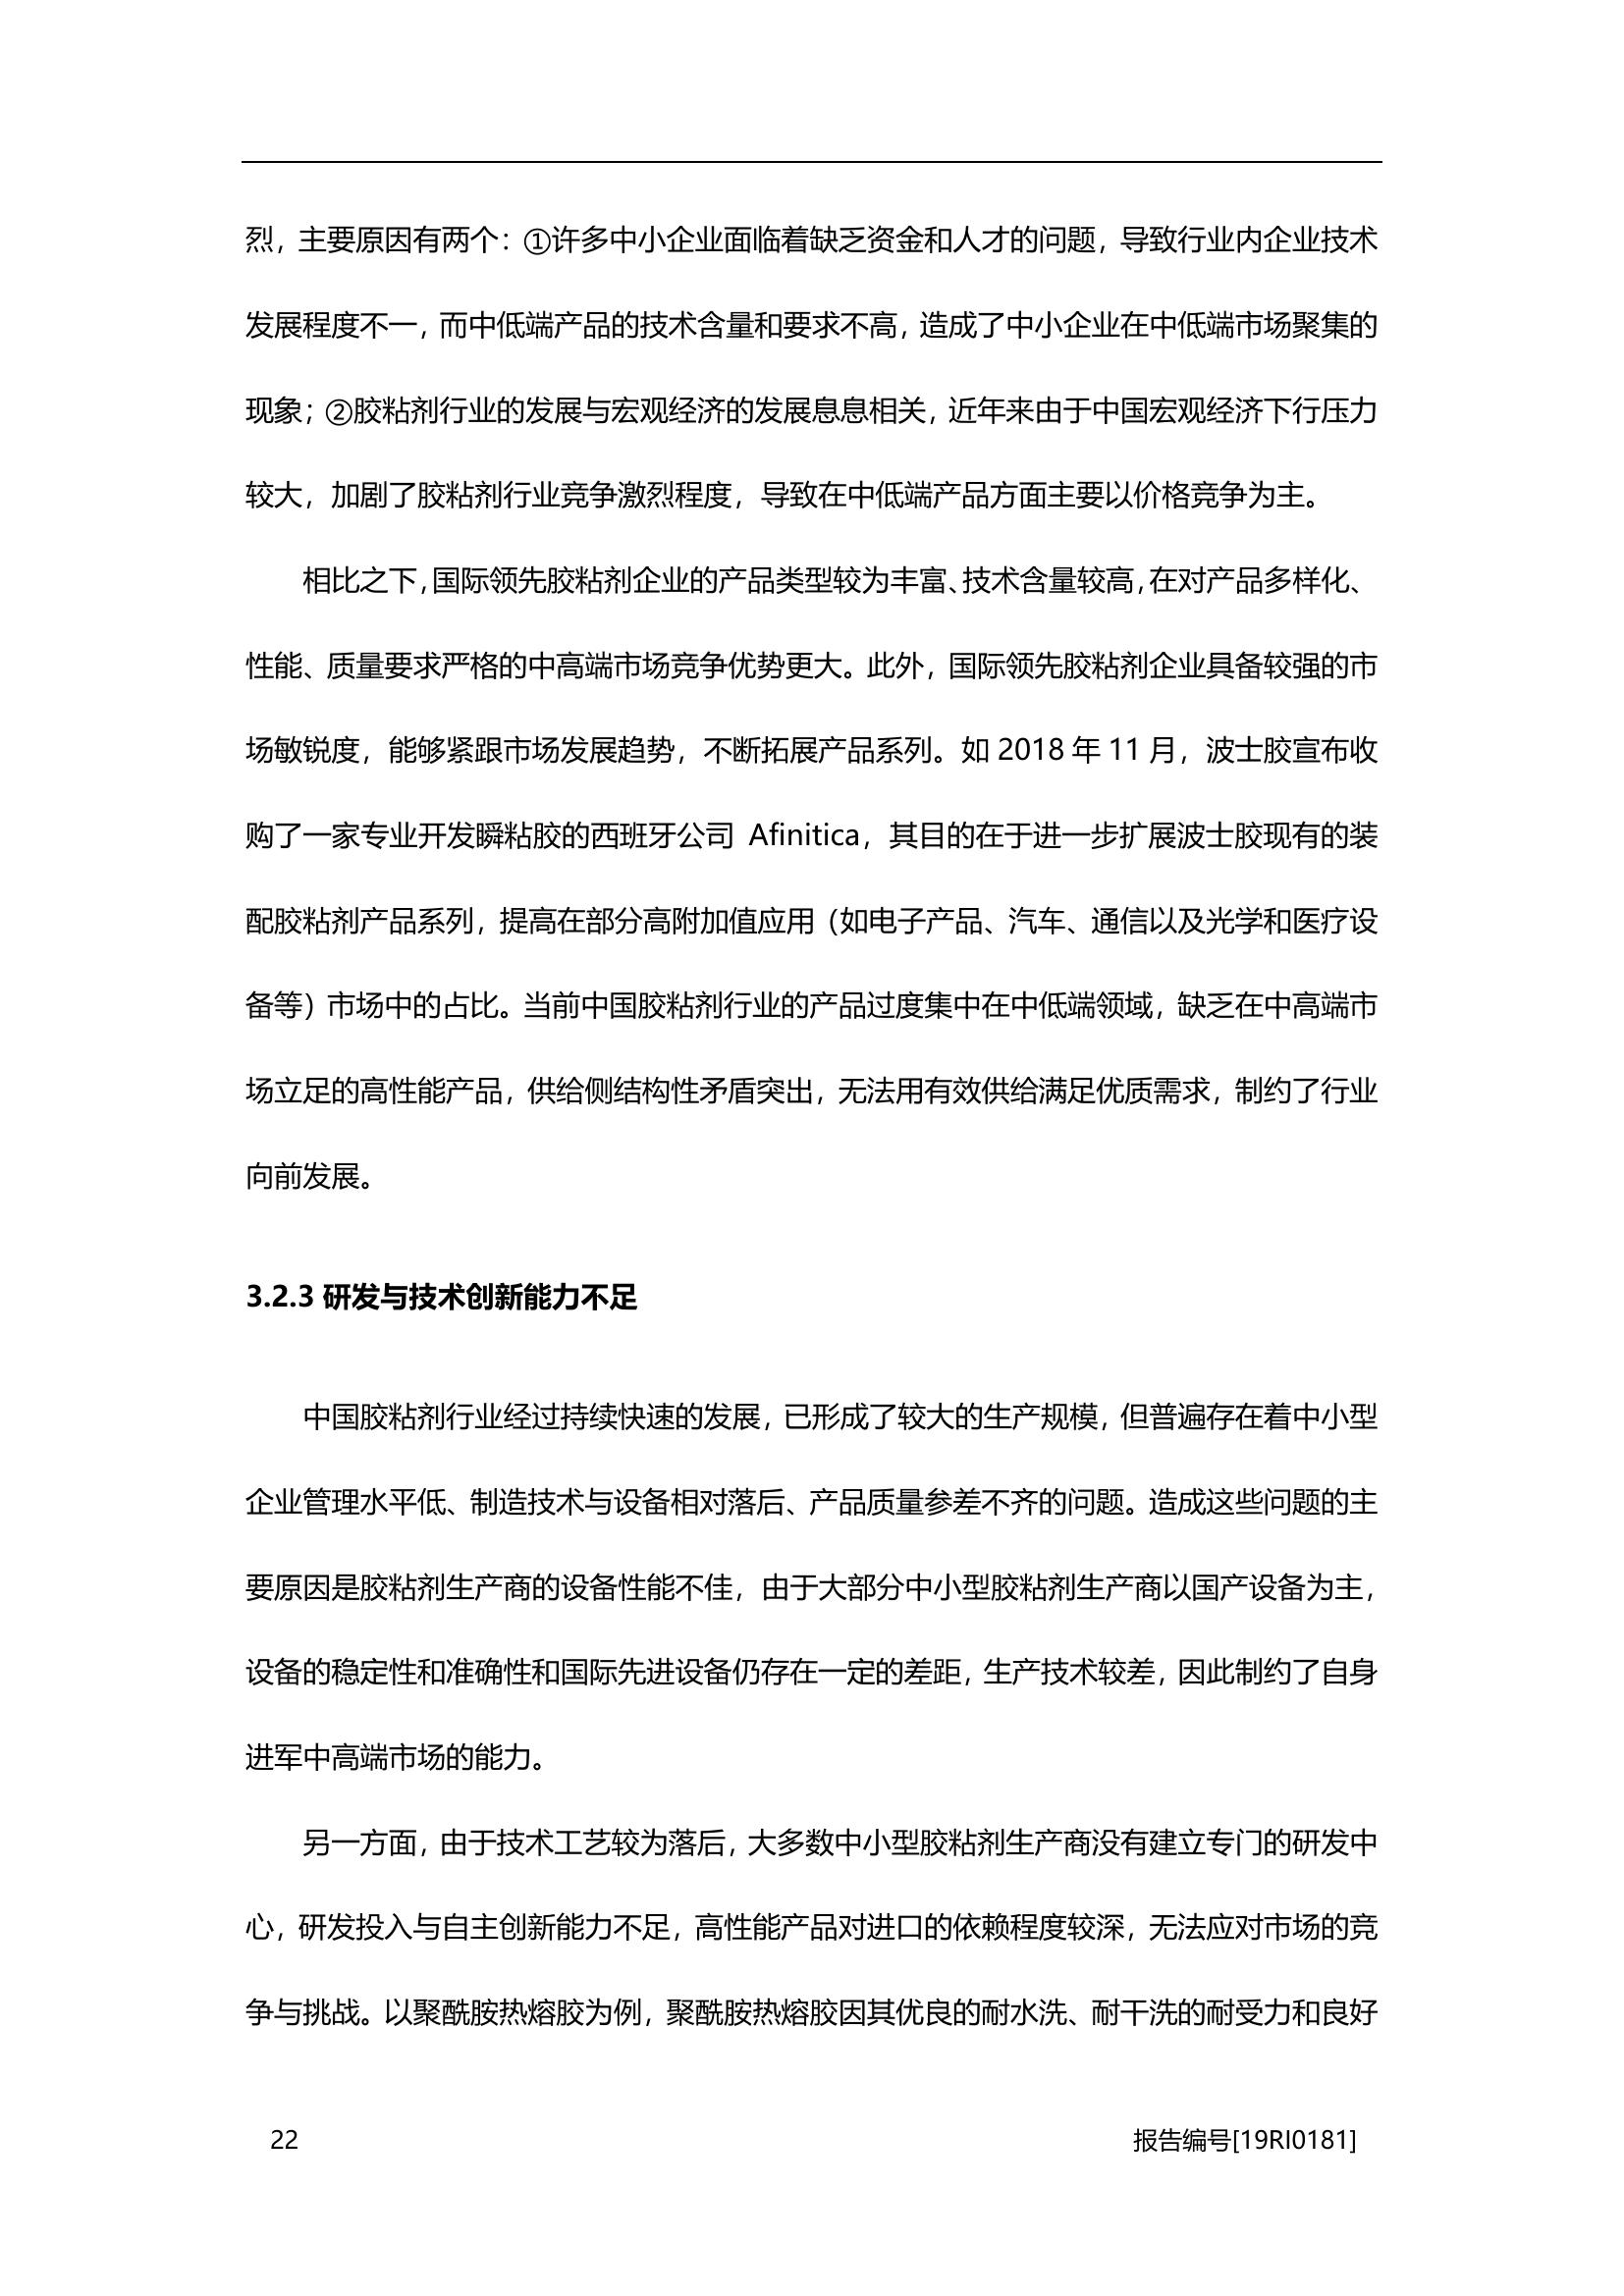 烈，主要原因有两个：①许多中小企业面临着缺乏资金和人才的问题，导致行业内企业技术
发展程度不一，而中低端产品的技术含量和要求不高，造成了中小企业在中低端市场聚集的
现象；②胶粘剂行业的发展与宏观经济的发展息息相关，近年来由于中国宏观经济下行压力
较大，加剧了胶粘剂行业竞争激烈程度，导致在中低端产品方面主要以价格竞争为主。
相比之下，国际领先胶粘剂企业的产品类型较为丰富、技术含量较高，在对产品多样化、
性能、质量要求严格的中高端市场竞争优势更大。此外，国际领先胶粘剂企业具备较强的市
场敏锐度，能够紧跟市场发展趋势，不断拓展产品系列。如 2018 年 11 月，波士胶宣布收
购了一家专业开发瞬粘胶的西班牙公司 Afinitica，其目的在于进一步扩展波士胶现有的装
配胶粘剂产品系列，提高在部分高附加值应用（如电子产品、汽车、通信以及光学和医疗设
备等）市场中的占比。当前中国胶粘剂行业的产品过度集中在中低端领域，缺乏在中高端市
场立足的高性能产品，供给侧结构性矛盾突出，无法用有效供给满足优质需求，制约了行业
向前发展。
3.2.3 研发与技术创新能力不足
中国胶粘剂行业经过持续快速的发展，已形成了较大的生产规模，但普遍存在着中小型
企业管理水平低、制造技术与设备相对落后、产品质量参差不齐的问题。造成这些问题的主
要原因是胶粘剂生产商的设备性能不佳，由于大部分中小型胶粘剂生产商以国产设备为主，
设备的稳定性和准确性和国际先进设备仍存在一定的差距，生产技术较差，因此制约了自身
进军中高端市场的能力。
另一方面，由于技术工艺较为落后，大多数中小型胶粘剂生产商没有建立专门的研发中
心，研发投入与自主创新能力不足，高性能产品对进口的依赖程度较深，无法应对市场的竞
争与挑战。以聚酰胺热熔胶为例，聚酰胺热熔胶因其优良的耐水洗、耐干洗的耐受力和良好
22
报告编号[19RI0181]